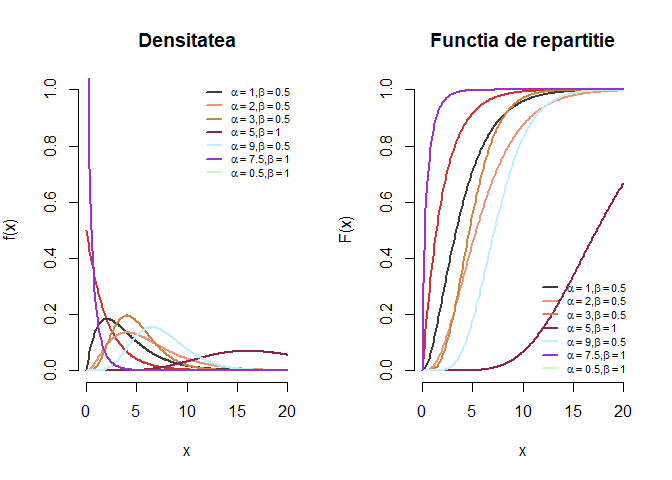 Densitatea
f(x)
0.0 0.2 0.4 0.6 0.8 1.0
α = 1, β = 0.5
α = 2, β = 0.5
α = 3, β = 0.5
α = 5, β = 1
α = 9, β = 0.5
α = 7.5, β = 1
α = 0.5, β = 1
0 5 10 15 20
x
Functia de repartitie
F(x)
0.0 0.2 0.4 0.6 0.8 1.0
α = 1, β = 0.5
α = 2, β = 0.5
α = 3, β = 0.5
α = 5, β = 1
α = 9, β = 0.5
α = 7.5, β = 1
α = 0.5, β = 1
0 5 10 15 20
x